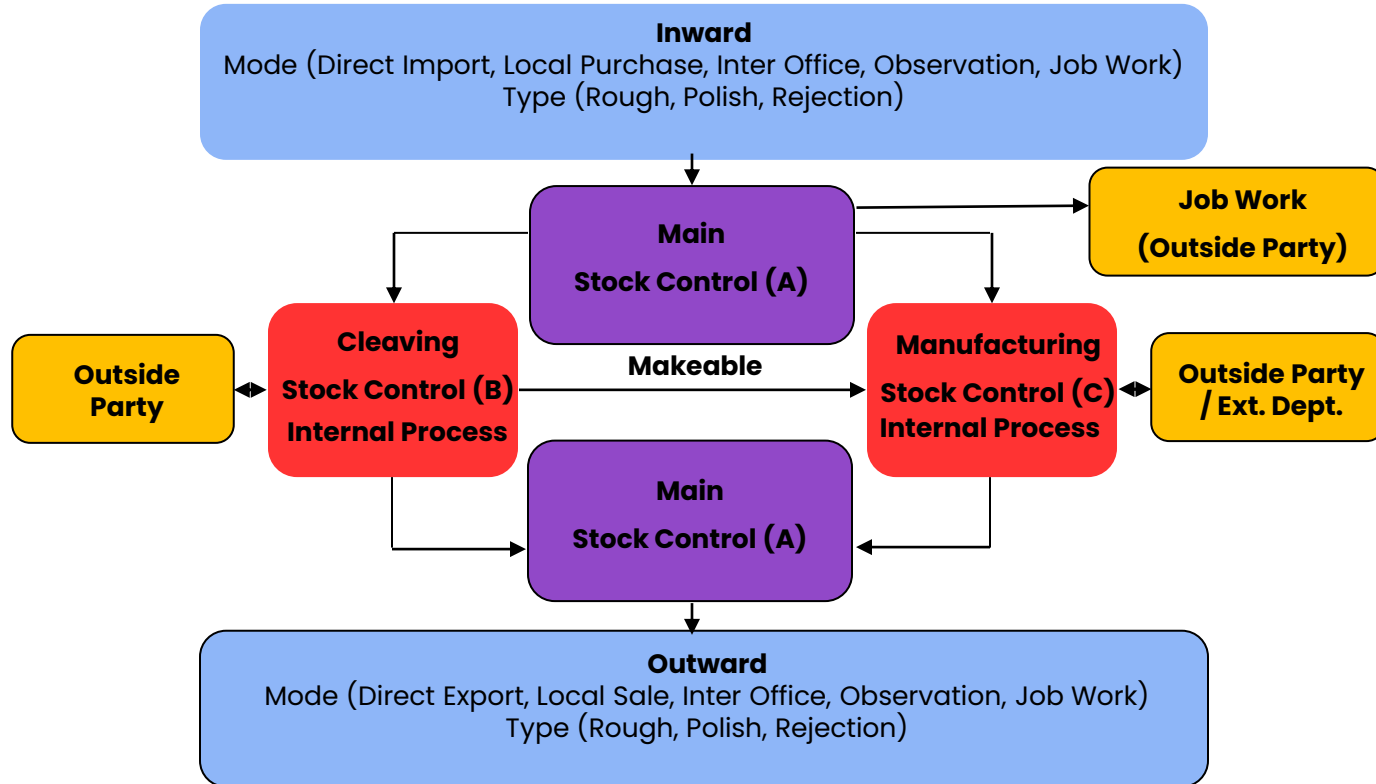 Inward
Mode (Direct Import, Local Purchase, Inter Office, Observation, Job Work)
Type (Rough, Polish, Rejection)
Main
Stock Control (A)
Job Work
(Outside Party)
Outside
Party
Cleaving
Stock Control (B)
Internal Process
Makeable
Manufacturing
Stock Control (C)
Internal Process
Outside Party
/ Ext. Dept.
Main
Stock Control (A)
Outward
Mode (Direct Export, Local Sale, Inter Office, Observation, Job Work)
Type (Rough, Polish, Rejection)